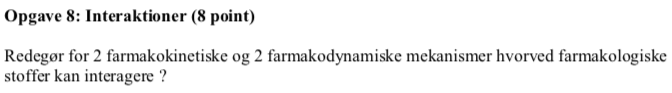 Opgave 8: Interaktioner (8 point)
Redegør for 2 farmakokinetiske og 2 farmakodynamiske mekanismer hvorved farmakologiske
stoffer kan interagere ?